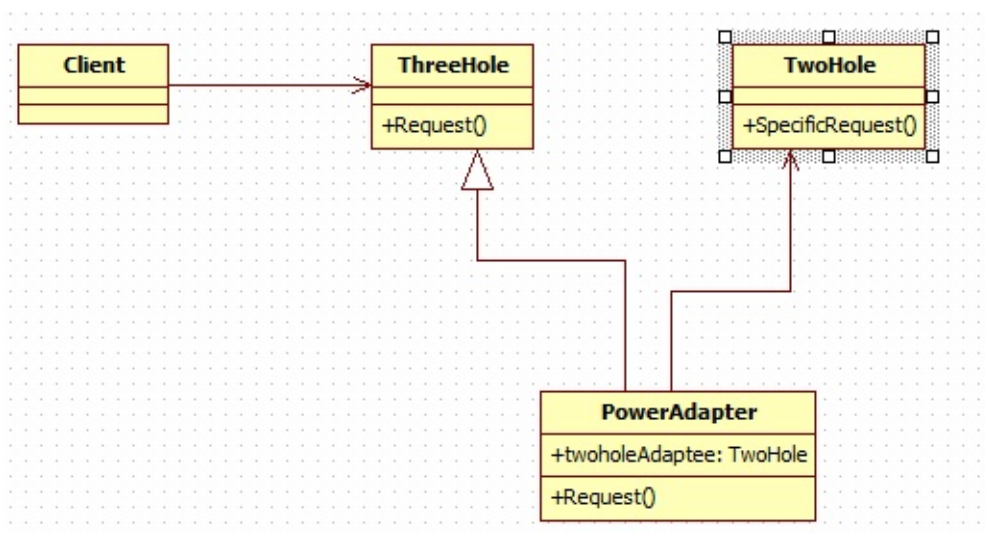 Client
ThreeHole
+Request()
TwoHole
+SpecificRequest()
PowerAdapter
+twoholeAdaptee: TwoHole
+Request()